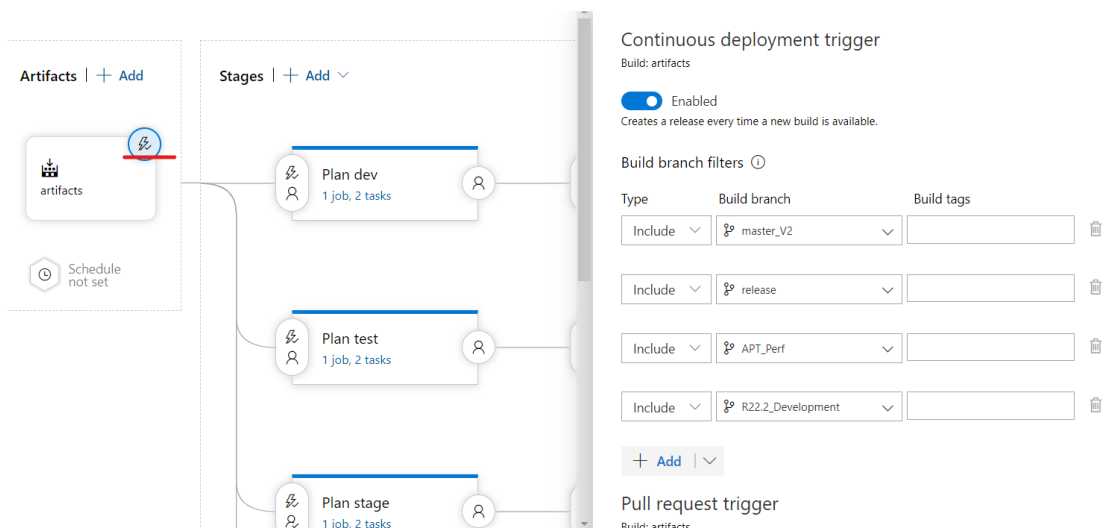 Artifacts | + Add
artifacts
Schedule
not set
Stages | + Add
Plan dev
1 job, 2 tasks
Plan test
1 job, 2 tasks
Plan stage
1 job, 2 tasks
Continuous deployment trigger
Build: artifacts
Enabled
Creates a release every time a new build is available.
Build branch filters
Type Build branch Build tags
Include master_V2
Include release
Include APT_Perf
Include R22.2_Development
+ Add
Pull request trigger
Build: artifacts